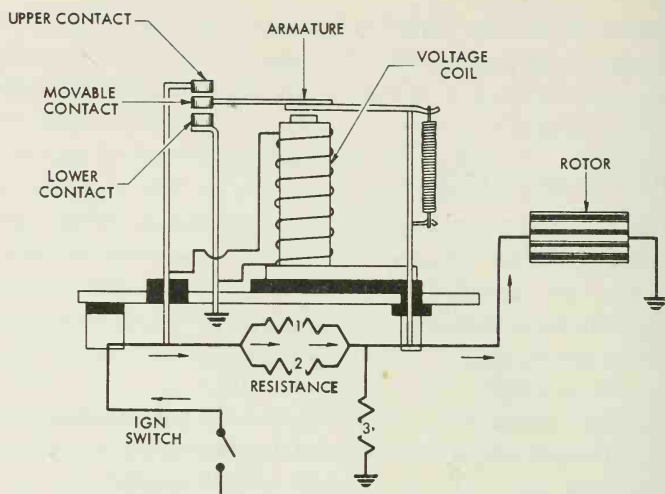 UPPER CONTACT
ARMATURE
VOLTAGE
COIL
MOVABLE
CONTACT
LOWER
CONTACT
ROTOR
1
2
RESISTANCE
3
IGN
SWITCH